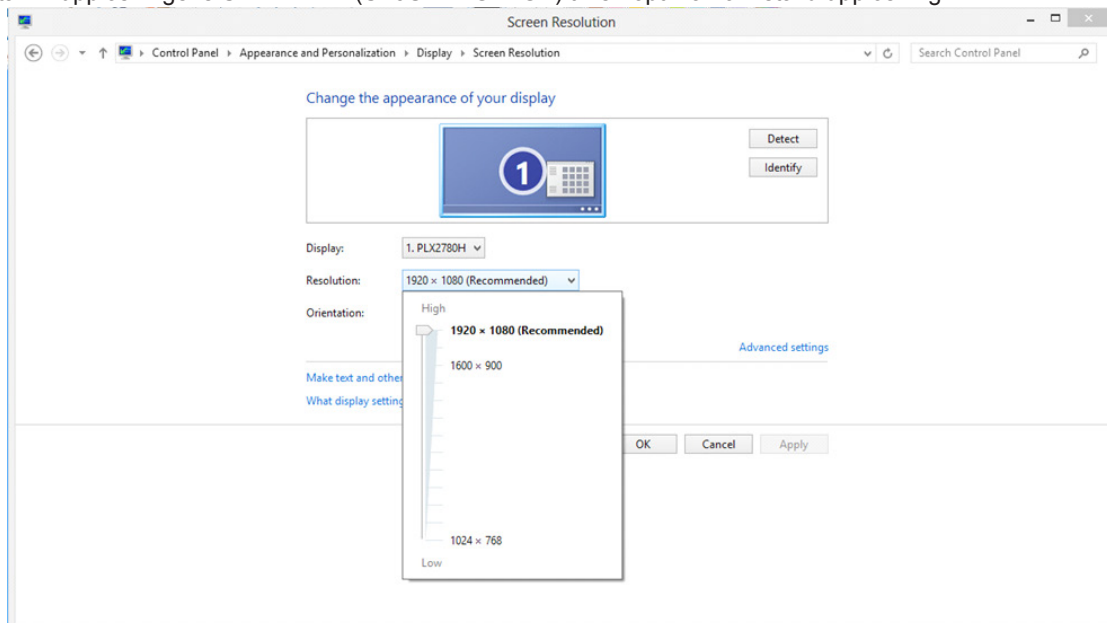 Screen Resolution
Control Panel ▸ Appearance and Personalization ▸ Display ▸ Screen Resolution
Search Control Panel
Change the appearance of your display
1
Detect
Identify
Display: 1. PLX2780H
Resolution: 1920 × 1080 (Recommended)
Orientation:
High
1920 × 1080 (Recommended)
1600 × 900
1024 × 768
Low
Advanced settings
Make text and other
What display setting
OK Cancel Apply